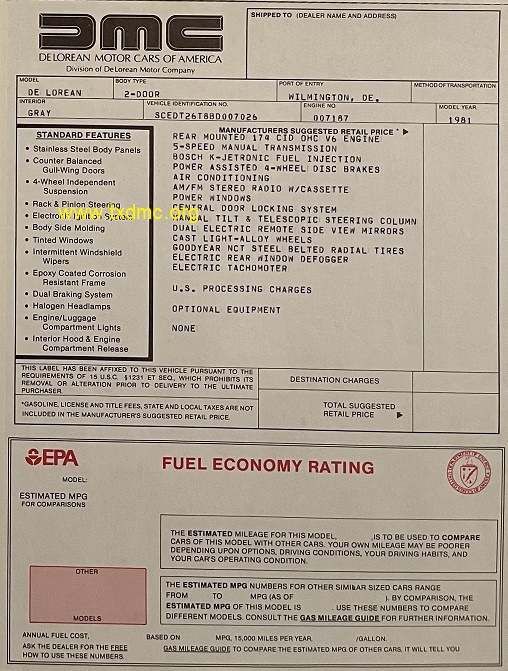 dmc
DE LOREAN MOTOR CARS OF AMERICA
Division of DeLorean Motor Company
SHIPPED TO (DEALER NAME AND ADDRESS)
MODEL
DE LOREAN
BODY TYPE
2-DOOR
PORT OF ENTRY
WILMINGTON, DE.
METHOD OF TRANSPORTATION
INTERIOR
GRAY
VEHICLE IDENTIFICATION NO.
SCEDT26T8BD007026
ENGINE NO.
007187
MODEL YEAR
1981
STANDARD FEATURES
• Stainless Steel Body Panels
• Counter Balanced
Gull-Wing Doors
• 4-Wheel Independent
Suspension
• Rack & Pinion Steering
• Electronic Ignition System
• Body Side Molding
• Tinted Windows
• Intermittent Windshield
Wipers
• Epoxy Coated Corrosion
Resistant Frame
• Dual Braking System
• Halogen Headlamps
• Engine/Luggage
Compartment Lights
• Interior Hood & Engine
Compartment Release
www.txdmc.org
MANUFACTURERS SUGGESTED RETAIL PRICE *
REAR MOUNTED 174 CID OHC V6 ENGINE
5-SPEED MANUAL TRANSMISSION
BOSCH K-JETRONIC FUEL INJECTION
POWER ASSISTED 4-WHEEL DISC BRAKES
AIR CONDITIONING
AM/FM STEREO RADIO W/CASSETTE
POWER WINDOWS
CENTRAL DOOR LOCKING SYSTEM
MANUAL TILT & TELESCOPIC STEERING COLUMN
DUAL ELECTRIC REMOTE SIDE VIEW MIRRORS
CAST LIGHT-ALLOY WHEELS
GOODYEAR NCT STEEL BELTED RADIAL TIRES
ELECTRIC REAR WINDOW DEFOGGER
ELECTRIC TACHOMTER
U.S. PROCESSING CHARGES
OPTIONAL EQUIPMENT
NONE
THIS LABEL HAS BEEN AFFIXED TO THIS VEHICLE PURSUANT TO THE
REQUIREMENTS OF 15 U.S.C. §1231 ET SEQ., WHICH PROHIBITS ITS
REMOVAL OR ALTERATION PRIOR TO DELIVERY TO THE ULTIMATE
PURCHASER.
*GASOLINE, LICENSE AND TITLE FEES, STATE AND LOCAL TAXES ARE NOT
INCLUDED IN THE MANUFACTURER'S SUGGESTED RETAIL PRICE.
DESTINATION CHARGES
TOTAL SUGGESTED
RETAIL PRICE
EPA
FUEL ECONOMY RATING
MODEL:
ESTIMATED MPG
FOR COMPARISONS
THE ESTIMATED MILEAGE FOR THIS MODEL, , IS TO BE USED TO COMPARE
CARS OF THIS MODEL WITH OTHER CARS. YOUR OWN MILEAGE MAY BE POORER
DEPENDING UPON OPTIONS, DRIVING CONDITIONS, YOUR DRIVING HABITS, AND
YOUR CAR'S OPERATING CONDITION.
OTHER
MODELS
THE ESTIMATED MPG NUMBERS FOR OTHER SIMILAR SIZED CARS RANGE
FROM TO MPG (AS OF ). BY COMPARISON, THE
ESTIMATED MPG OF THIS MODEL IS . USE THESE NUMBERS TO COMPARE
DIFFERENT MODELS. CONSULT THE GAS MILEAGE GUIDE FOR FURTHER INFORMATION.
ANNUAL FUEL COST, BASED ON MPG, 15,000 MILES PER YEAR, /GALLON.
ASK THE DEALER FOR THE FREE GAS MILEAGE GUIDE TO COMPARE THE ESTIMATED MPG OF OTHER CARS. IT WILL TELL YOU
HOW TO USE THESE NUMBERS.